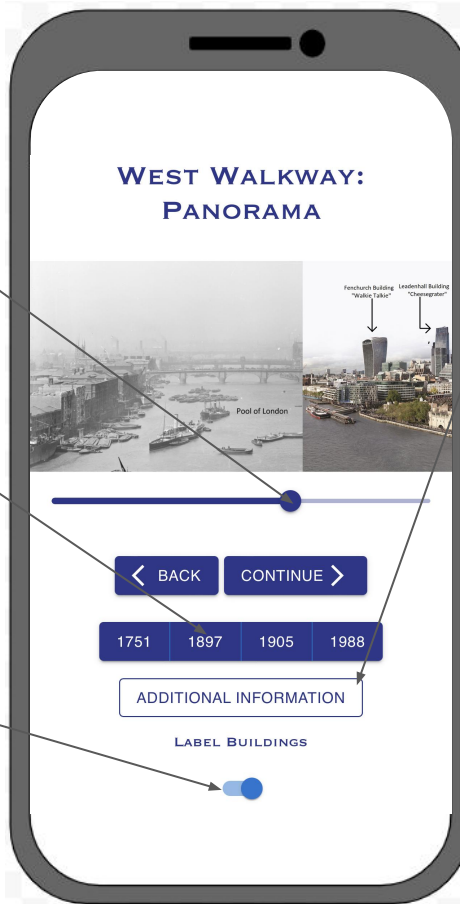 WEST WALKWAY:
PANORAMA
Fenchurch Building
"Walkie Talkie"
Leadenhall Building
"Cheesegrater"
Pool of London
BACK
CONTINUE
1751
1897
1905
1988
ADDITIONAL INFORMATION
LABEL BUILDINGS